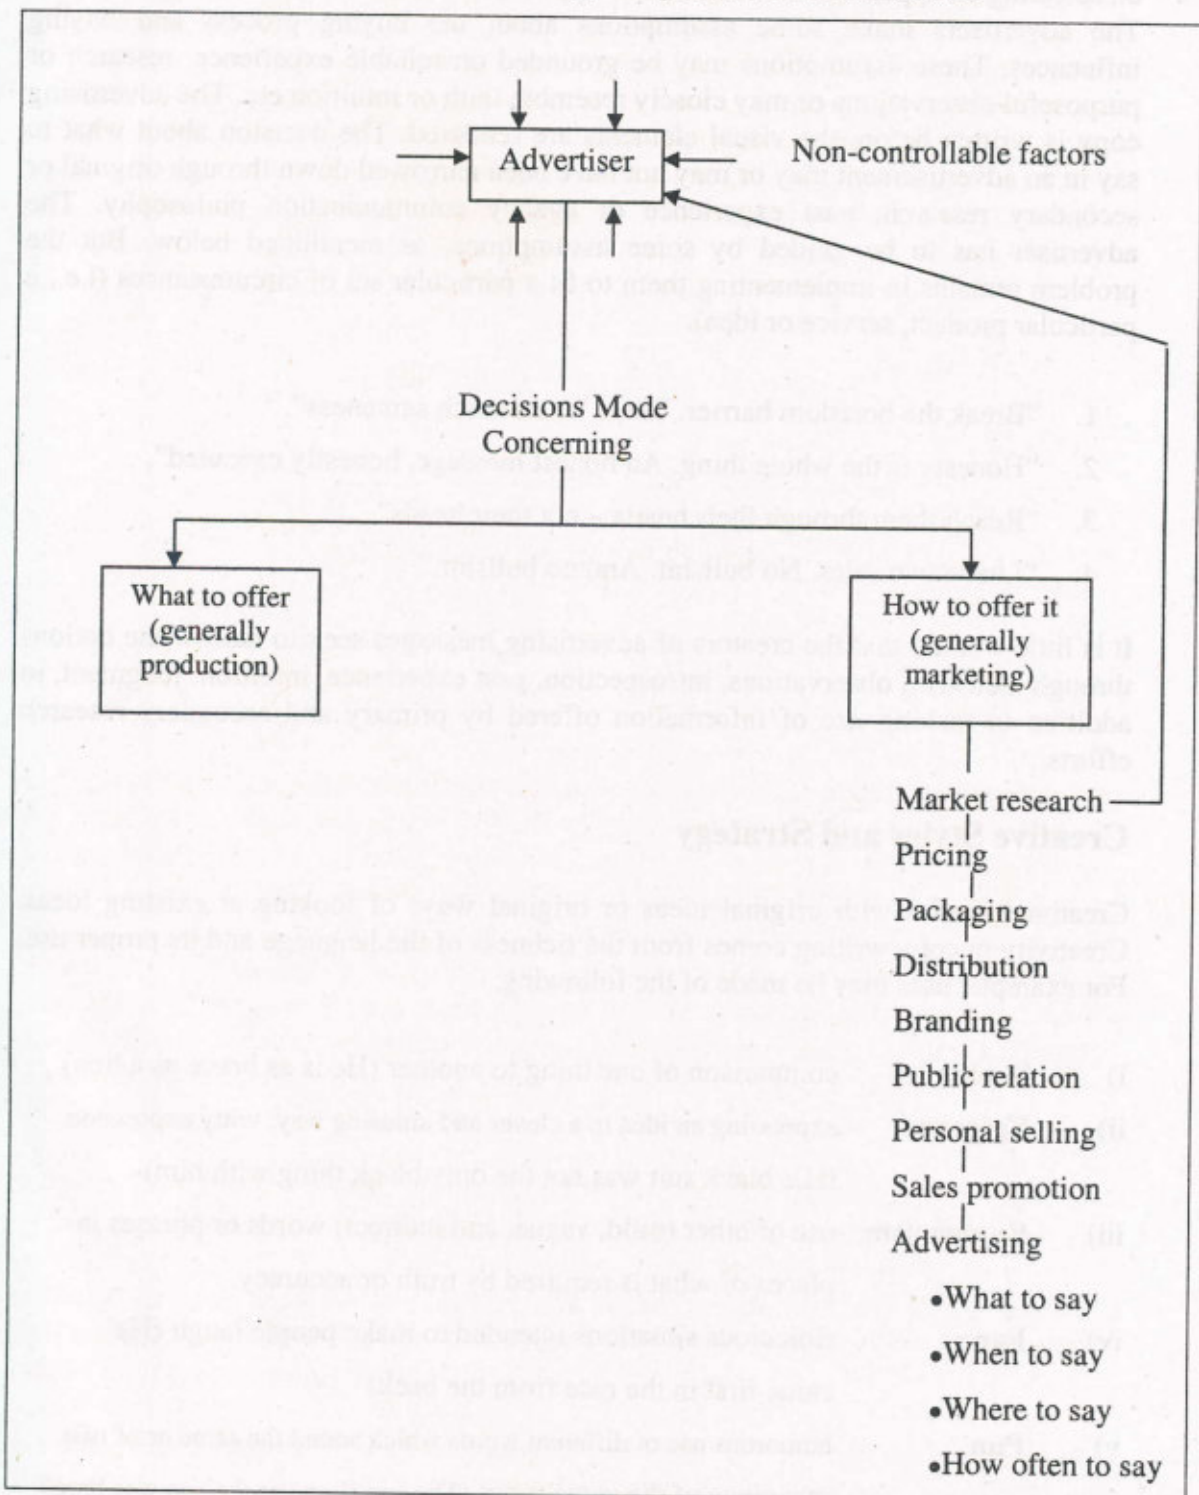 Advertiser
Non-controllable factors
Decisions Mode
Concerning
What to offer
(generally
production)
How to offer it
(generally
marketing)
Market research
Pricing
Packaging
Distribution
Branding
Public relation
Personal selling
Sales promotion
Advertising
•What to say
•When to say
•Where to say
•How often to say